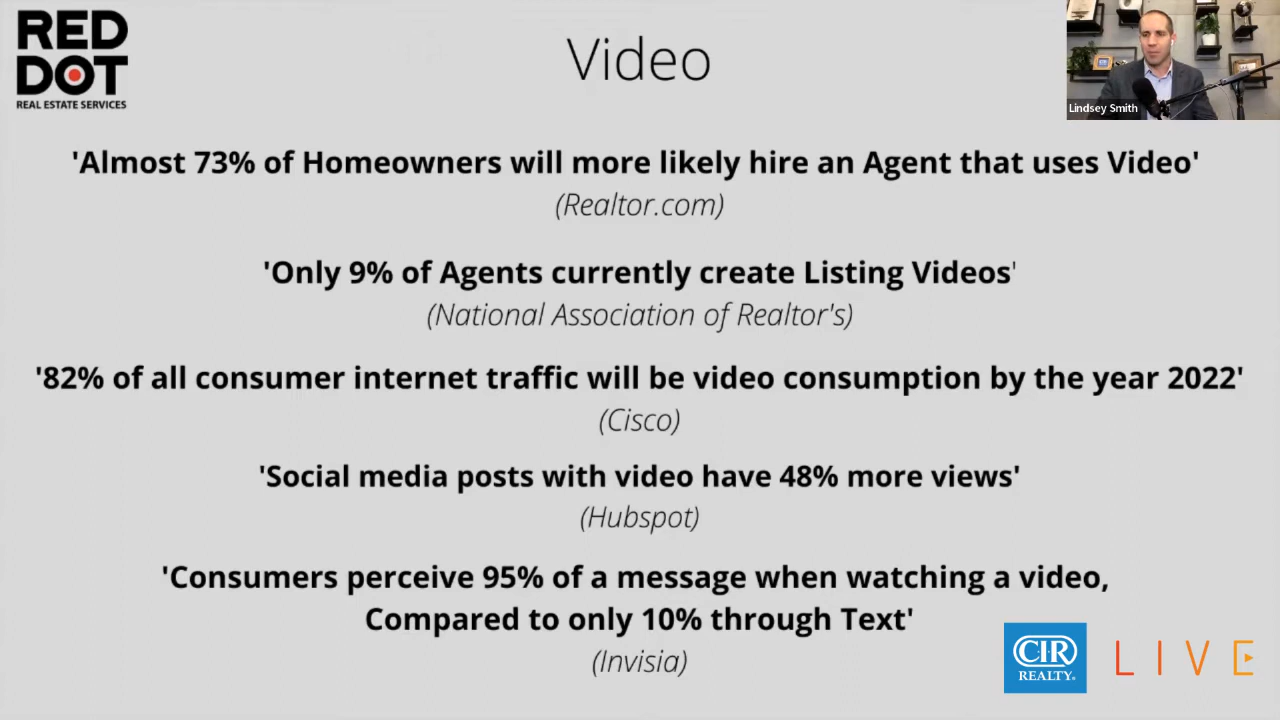 RED
DOT
REAL ESTATE SERVICES
Video
Lindsey Smith
'Almost 73% of Homeowners will more likely hire an Agent that uses Video'
(Realtor.com)
'Only 9% of Agents currently create Listing Videos'
(National Association of Realtor's)
'82% of all consumer internet traffic will be video consumption by the year 2022'
(Cisco)
'Social media posts with video have 48% more views'
(Hubspot)
'Consumers perceive 95% of a message when watching a video,
Compared to only 10% through Text'
(Invisia)
CIR
REALTY.
LIVE